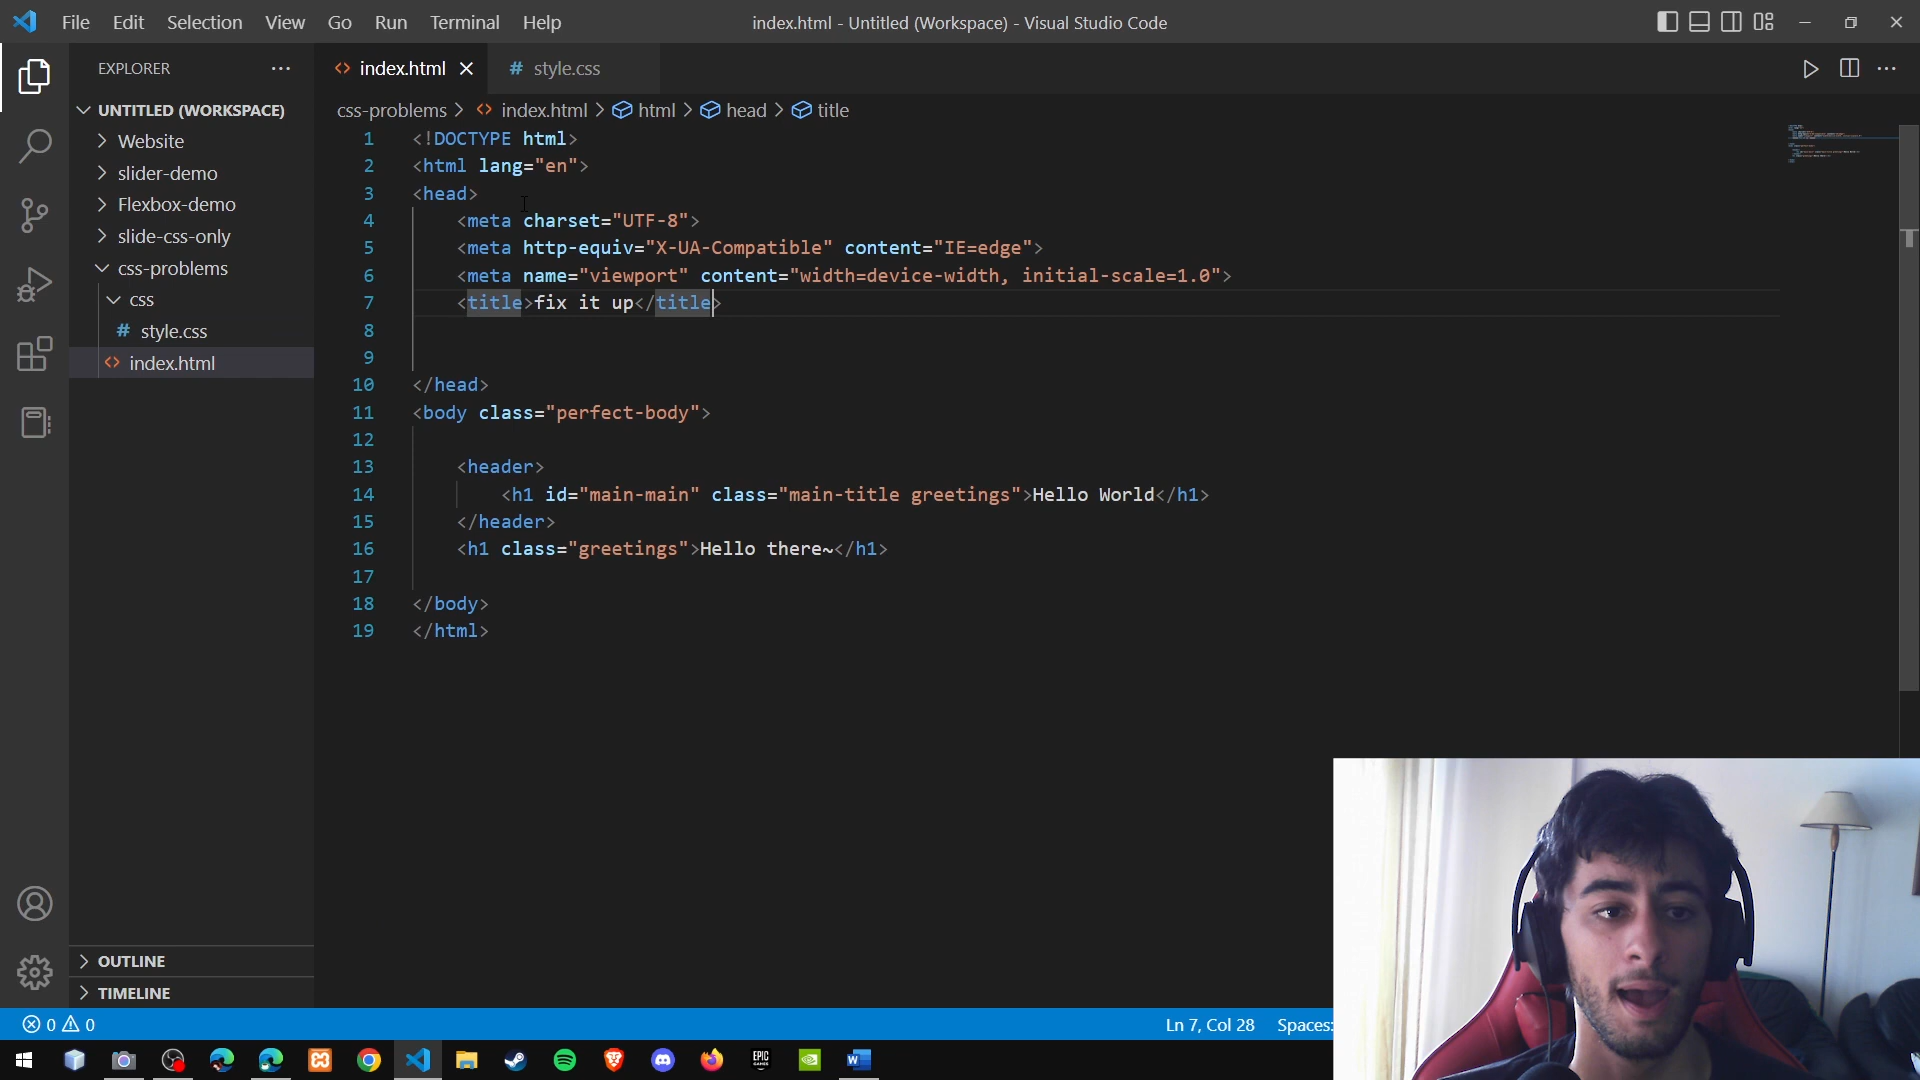 File Edit Selection View Go Run Terminal Help
index.html - Untitled (Workspace) - Visual Studio Code
EXPLORER
UNTITLED (WORKSPACE)
Website
slider-demo
Flexbox-demo
slide-css-only
css-problems
css
# style.css
<> index.html
OUTLINE
TIMELINE
<> index.html
# style.css
css-problems > <> index.html > html > head > title
1 <!DOCTYPE html>
2 <html lang="en">
3 <head>
4 <meta charset="UTF-8">
5 <meta http-equiv="X-UA-Compatible" content="IE=edge">
6 <meta name="viewport" content="width=device-width, initial-scale=1.0">
7 <title>fix it up</title>
8
9
10 </head>
11 <body class="perfect-body">
12
13 <header>
14 <h1 id="main-main" class="main-title greetings">Hello World</h1>
15 </header>
16 <h1 class="greetings">Hello there~</h1>
17
18 </body>
19 </html>
0 0
Ln 7, Col 28 Spaces:
EPIC GAMES